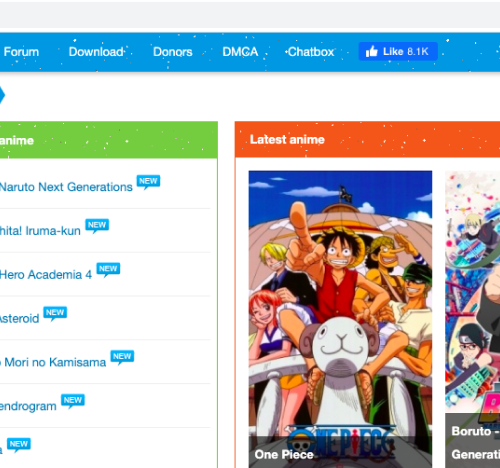 Forum Download Donors DMCA Chatbox Like 8.1K
anime
Latest anime
Naruto Next Generations NEW
hita! Iruma-kun NEW
Hero Academia 4 NEW
Asteroid NEW
o Mori no Kamisama NEW
endrogram NEW
a NEW
ONE PIECE
One Piece
Boruto -
Generati